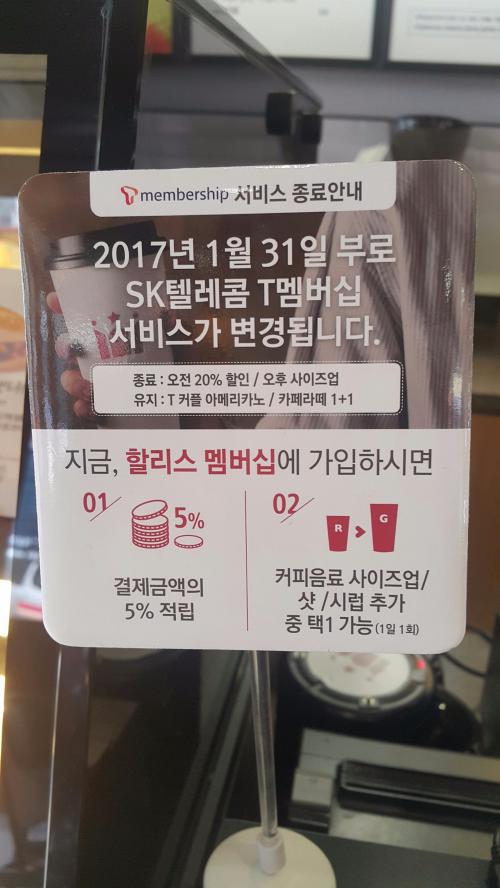 T membership 서비스 종료안내
2017년 1월 31일 부로
SK텔레콤 T멤버십
서비스가 변경됩니다.
종료 : 오전 20% 할인 / 오후 사이즈업
유지 : T 커플 아메리카노 / 카페라떼 1+1
지금, 할리스 멤버십에 가입하시면
01
5%
결제금액의
5% 적립
02
R > G
커피음료 사이즈업/
샷 /시럽 추가
중 택1 가능(1일 1회)